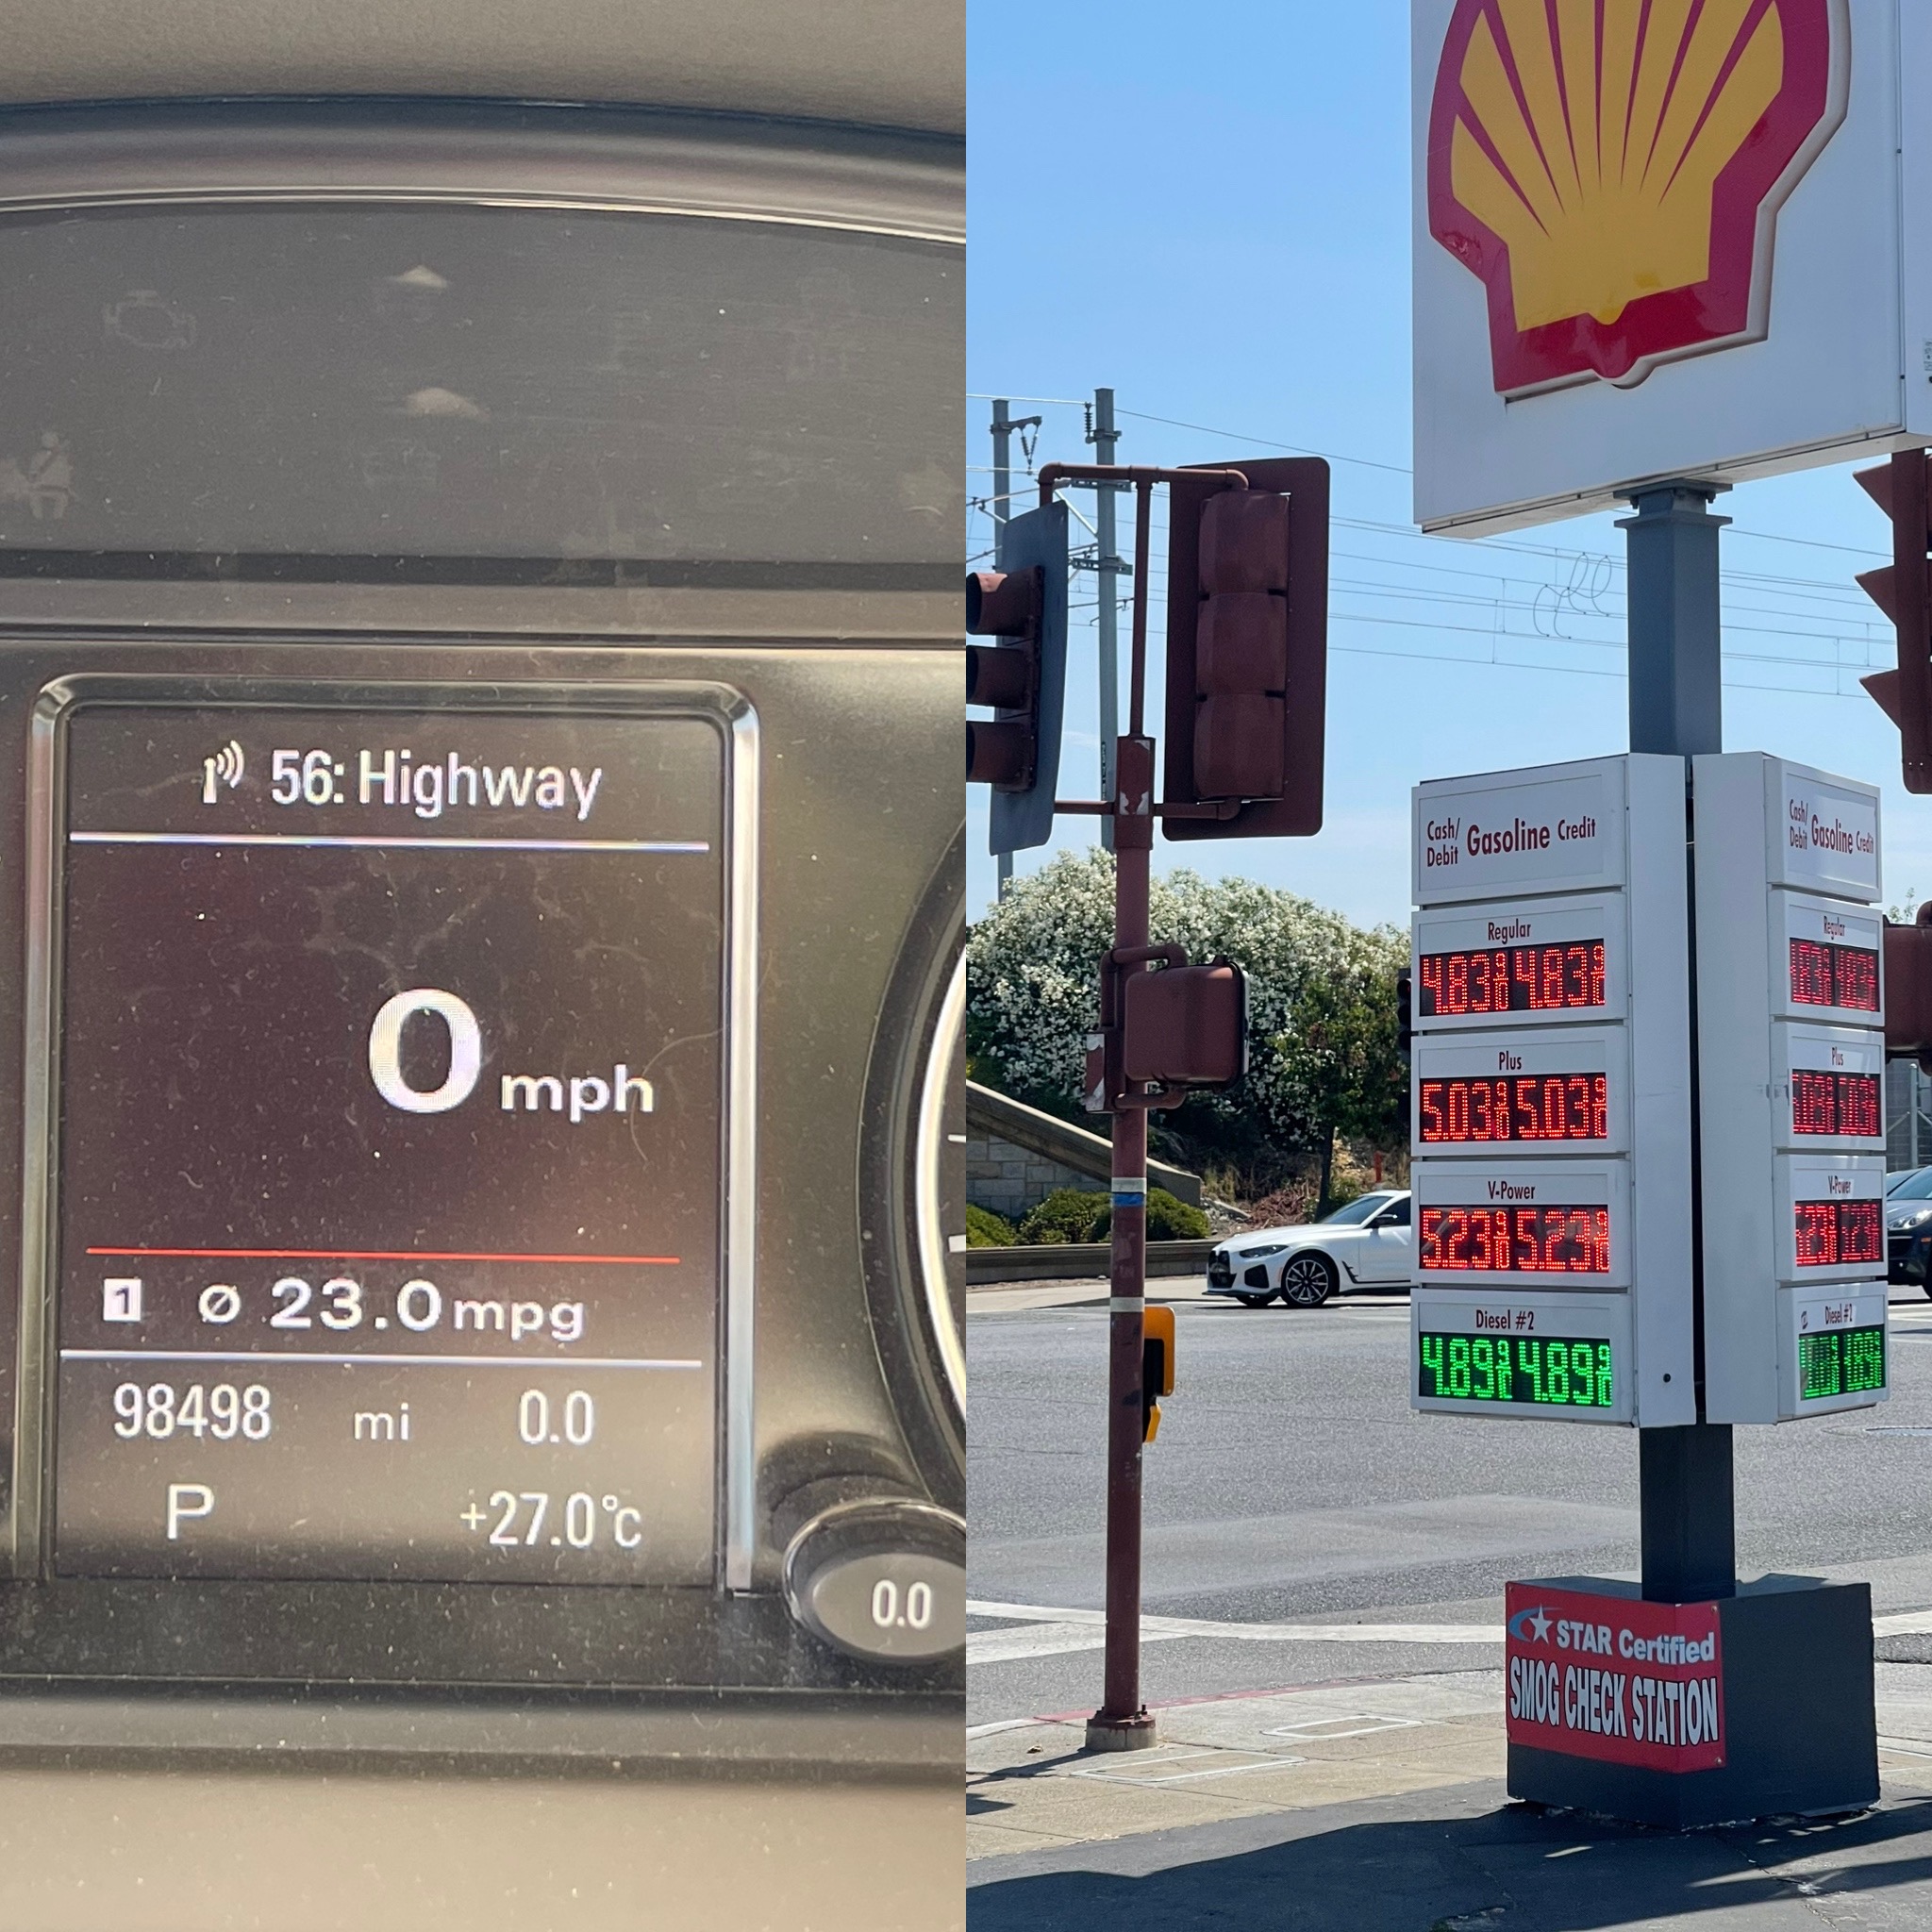 56: Highway
0 mph
1 ø 23.0 mpg
98498 mi 0.0
P +27.0°C
0.0
Cash/
Debit Gasoline Credit
Regular
4.83 9/10 4.83 9/10
Plus
5.03 9/10 5.03 9/10
V-Power
5.23 9/10 5.23 9/10
Diesel #2
4.89 9/10 4.89 9/10
Cash/
Debit Gasoline Credit
Regular
Plus
V-Power
Diesel #2
STAR Certified
SMOG CHECK STATION